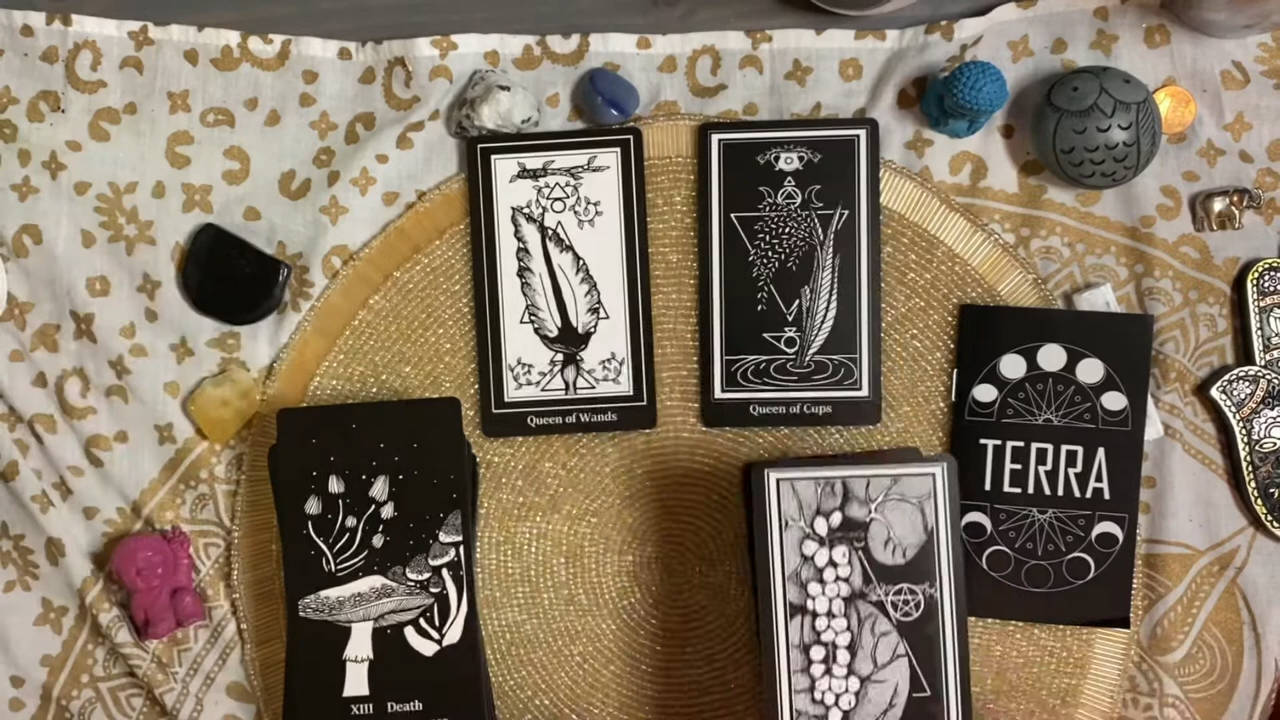 Queen of Wands
Queen of Cups
TERRA
XIII Death